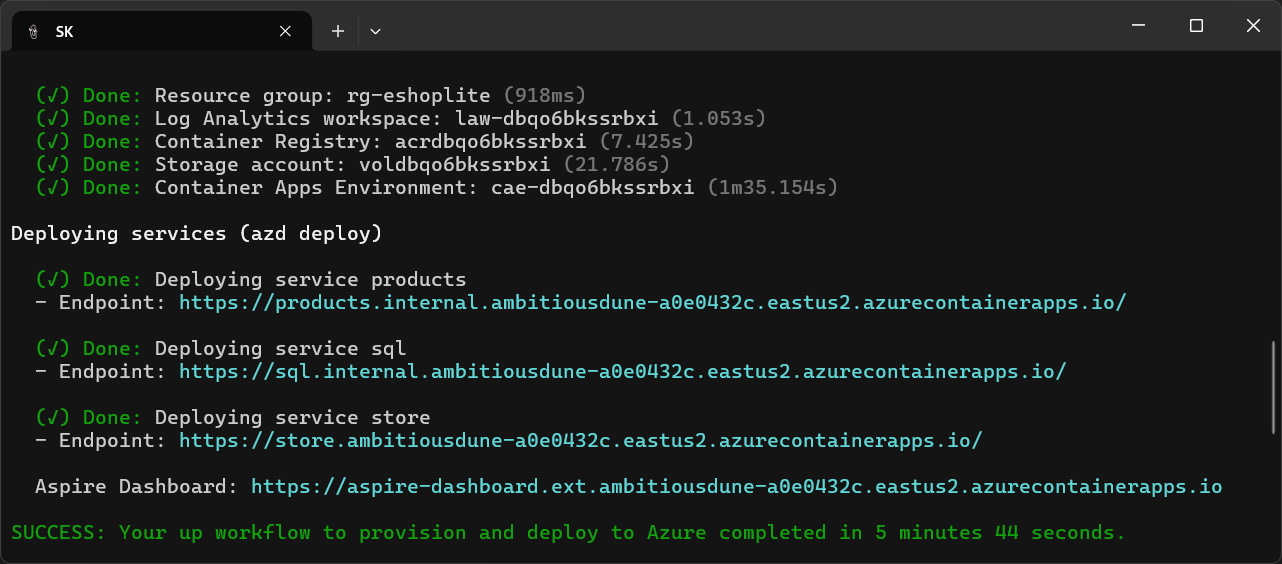 SK
(√) Done: Resource group: rg-eshoplite (918ms)
(√) Done: Log Analytics workspace: law-dbqo6bkssrbxi (1.053s)
(√) Done: Container Registry: acrdbqo6bkssrbxi (7.425s)
(√) Done: Storage account: voldbqo6bkssrbxi (21.786s)
(√) Done: Container Apps Environment: cae-dbqo6bkssrbxi (1m35.154s)
Deploying services (azd deploy)
(√) Done: Deploying service products
- Endpoint: https://products.internal.ambitiousdune-a0e0432c.eastus2.azurecontainerapps.io/
(√) Done: Deploying service sql
- Endpoint: https://sql.internal.ambitiousdune-a0e0432c.eastus2.azurecontainerapps.io/
(√) Done: Deploying service store
- Endpoint: https://store.ambitiousdune-a0e0432c.eastus2.azurecontainerapps.io/
Aspire Dashboard: https://aspire-dashboard.ext.ambitiousdune-a0e0432c.eastus2.azurecontainerapps.io
SUCCESS: Your up workflow to provision and deploy to Azure completed in 5 minutes 44 seconds.